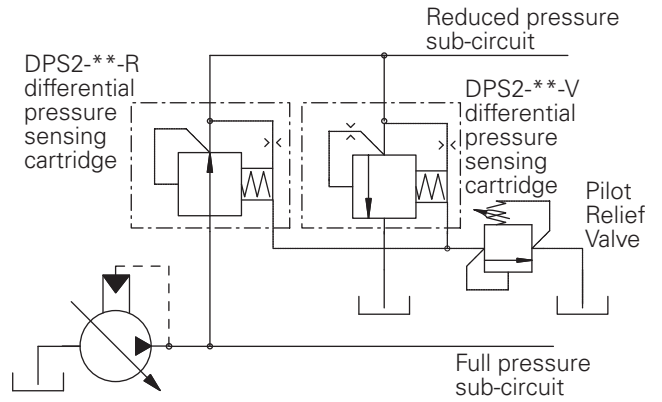 Reduced pressure
sub-circuit
DPS2-**-R
differential
pressure
sensing
cartridge
DPS2-**-V
differential
pressure
sensing
cartridge
Pilot
Relief
Valve
Full pressure
sub-circuit